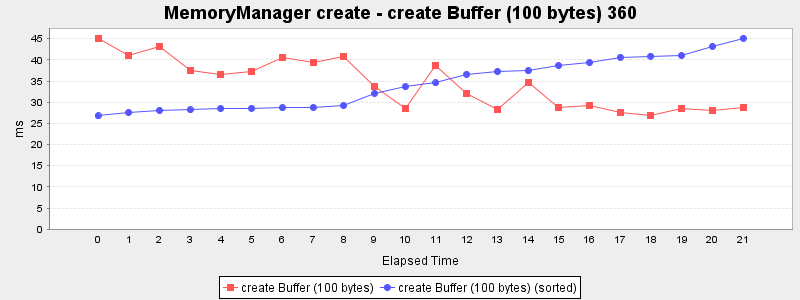 MemoryManager create - create Buffer (100 bytes) 360
45
40
35
30
25
20
15
10
5
0
ms
0 1 2 3 4 5 6 7 8 9 10 11 12 13 14 15 16 17 18 19 20 21
Elapsed Time
create Buffer (100 bytes) create Buffer (100 bytes) (sorted)